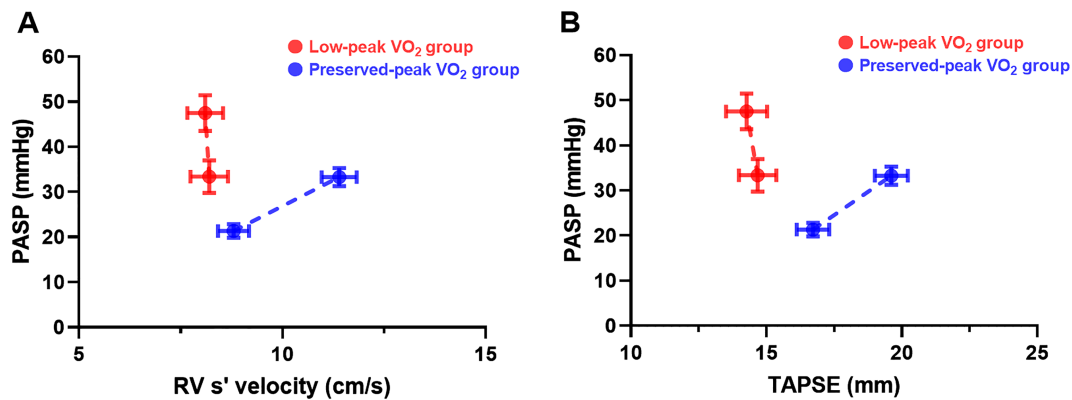 A
Low-peak VO₂ group
Preserved-peak VO₂ group
PASP (mmHg)
60
50
40
30
20
10
0
5
10
15
RV s' velocity (cm/s)
B
Low-peak VO₂ group
Preserved-peak VO₂ group
PASP (mmHg)
60
50
40
30
20
10
0
10
15
20
25
TAPSE (mm)